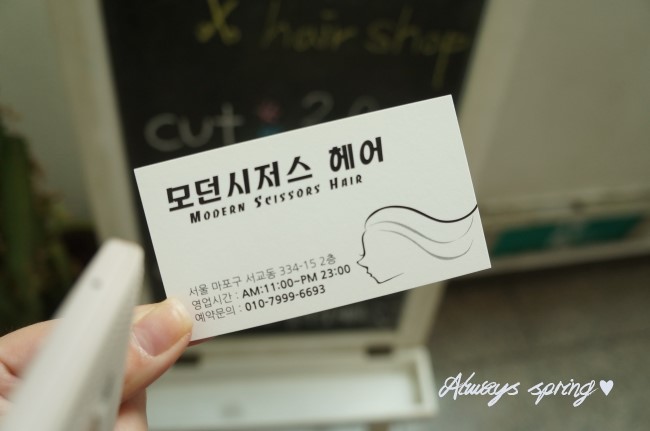 hair shop
cut
모던시저스 헤어
MODERN SCISSORS HAIR
서울 마포구 서교동 334-15 2층
영업시간 : AM:11:00~PM 23:00
예약문의 : 010-7999-6693
Always spring♥